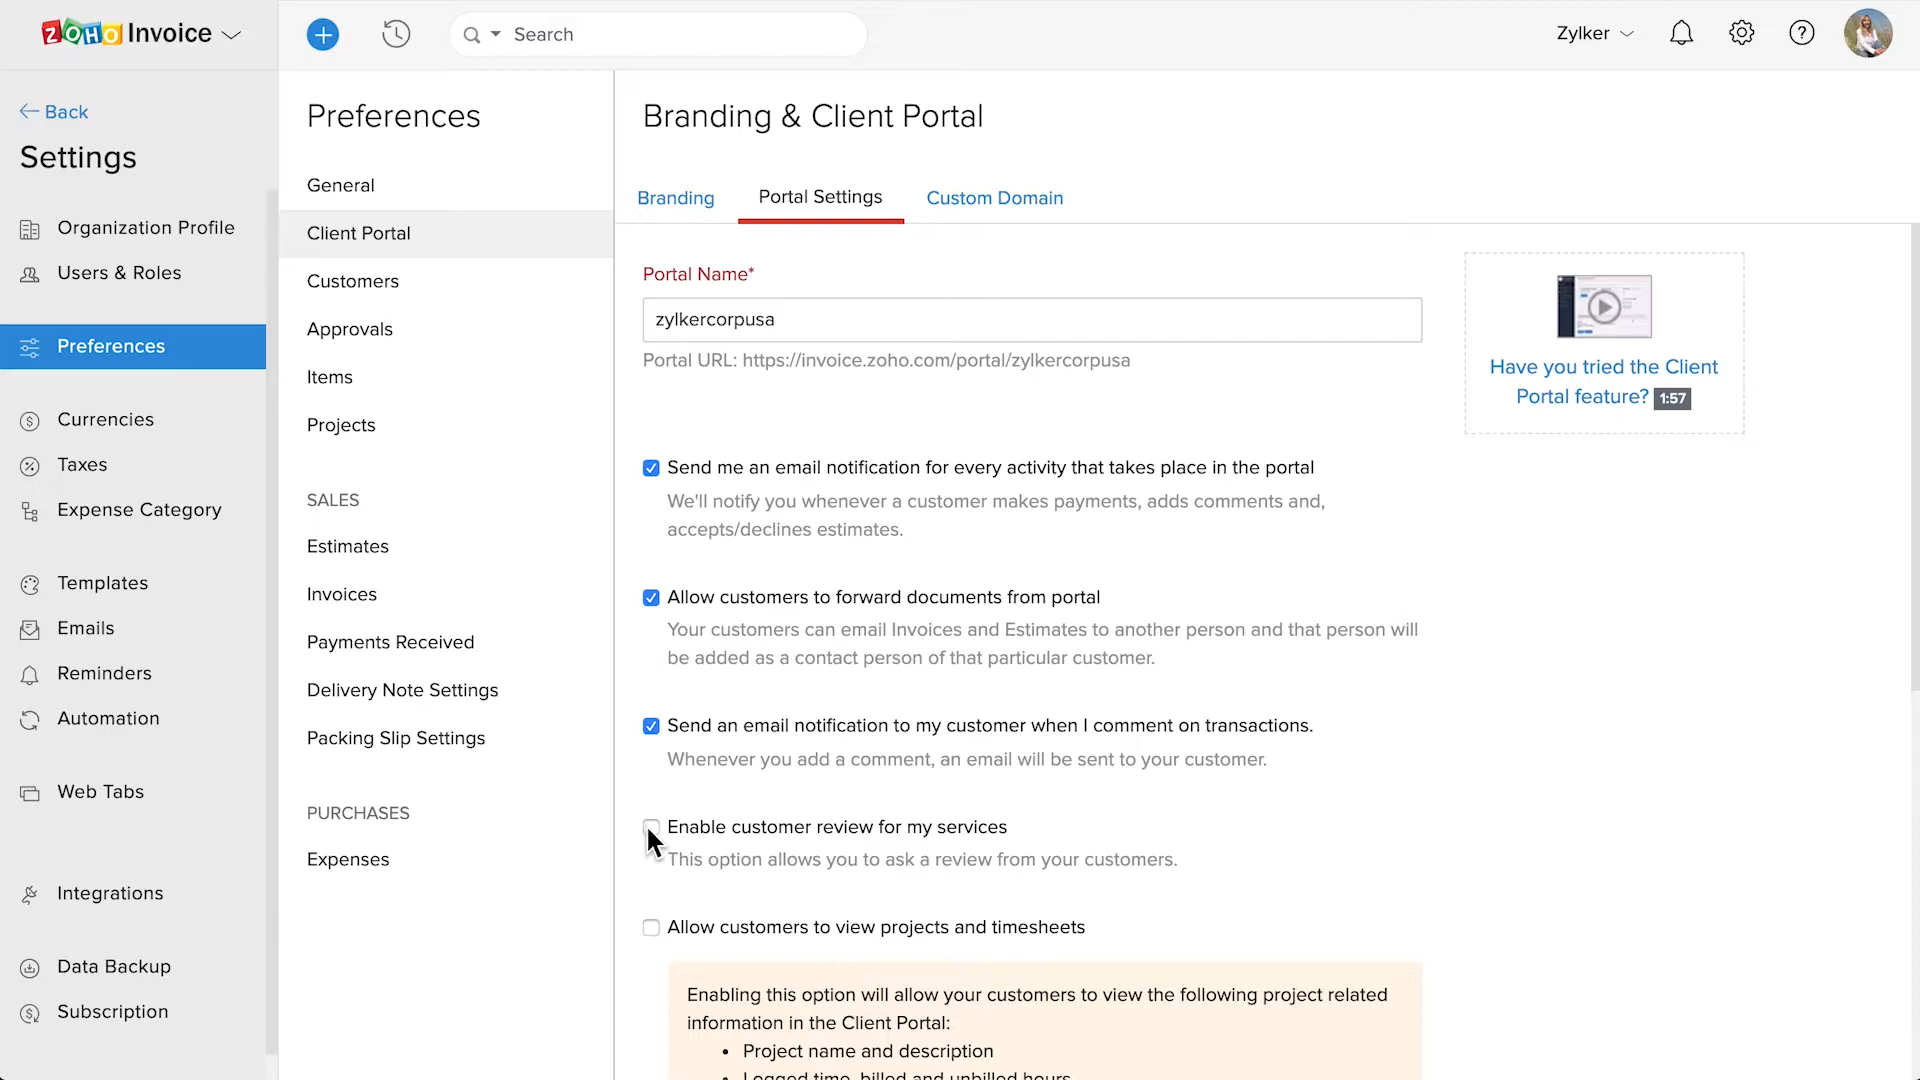 ZOHO Invoice
Search
Zylker
Back
Settings
Organization Profile
Users & Roles
Preferences
Currencies
Taxes
Expense Category
Templates
Emails
Reminders
Automation
Web Tabs
Integrations
Data Backup
Subscription
Preferences
General
Client Portal
Customers
Approvals
Items
Projects
SALES
Estimates
Invoices
Payments Received
Delivery Note Settings
Packing Slip Settings
PURCHASES
Expenses
Branding & Client Portal
Branding
Portal Settings
Custom Domain
Portal Name*
zylkercorpusa
Portal URL: https://invoice.zoho.com/portal/zylkercorpusa
Have you tried the Client
Portal feature? 1:57
Send me an email notification for every activity that takes place in the portal
We'll notify you whenever a customer makes payments, adds comments and,
accepts/declines estimates.
Allow customers to forward documents from portal
Your customers can email Invoices and Estimates to another person and that person will
be added as a contact person of that particular customer.
Send an email notification to my customer when I comment on transactions.
Whenever you add a comment, an email will be sent to your customer.
Enable customer review for my services
This option allows you to ask a review from your customers.
Allow customers to view projects and timesheets
Enabling this option will allow your customers to view the following project related
information in the Client Portal:
• Project name and description
• Logged time, billed and unbilled hours